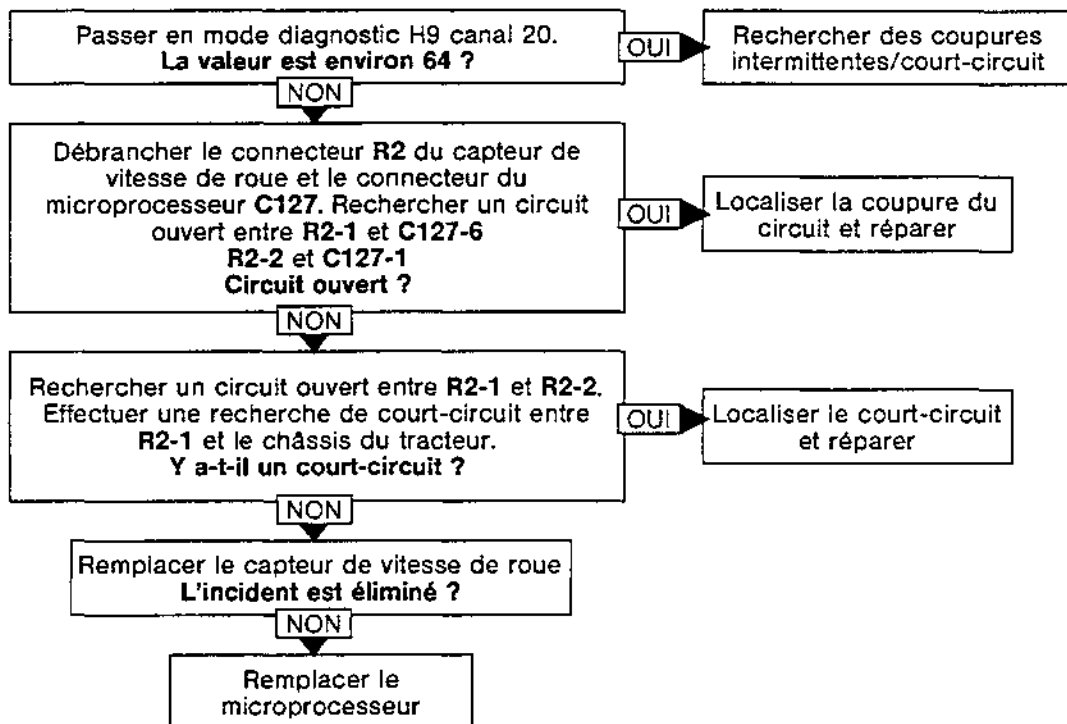 Passer en mode diagnostic H9 canal 20.
La valeur est environ 64 ?
OUI
Rechercher des coupures
intermittentes/court-circuit
NON
Débrancher le connecteur R2 du capteur de
vitesse de roue et le connecteur du
microprocesseur C127. Rechercher un circuit
ouvert entre R2-1 et C127-6
R2-2 et C127-1
Circuit ouvert ?
OUI
Localiser la coupure du
circuit et réparer
NON
Rechercher un circuit ouvert entre R2-1 et R2-2.
Effectuer une recherche de court-circuit entre
R2-1 et le châssis du tracteur.
Y a-t-il un court-circuit ?
OUI
Localiser le court-circuit
et réparer
NON
Remplacer le capteur de vitesse de roue
L'incident est éliminé ?
NON
Remplacer le
microprocesseur